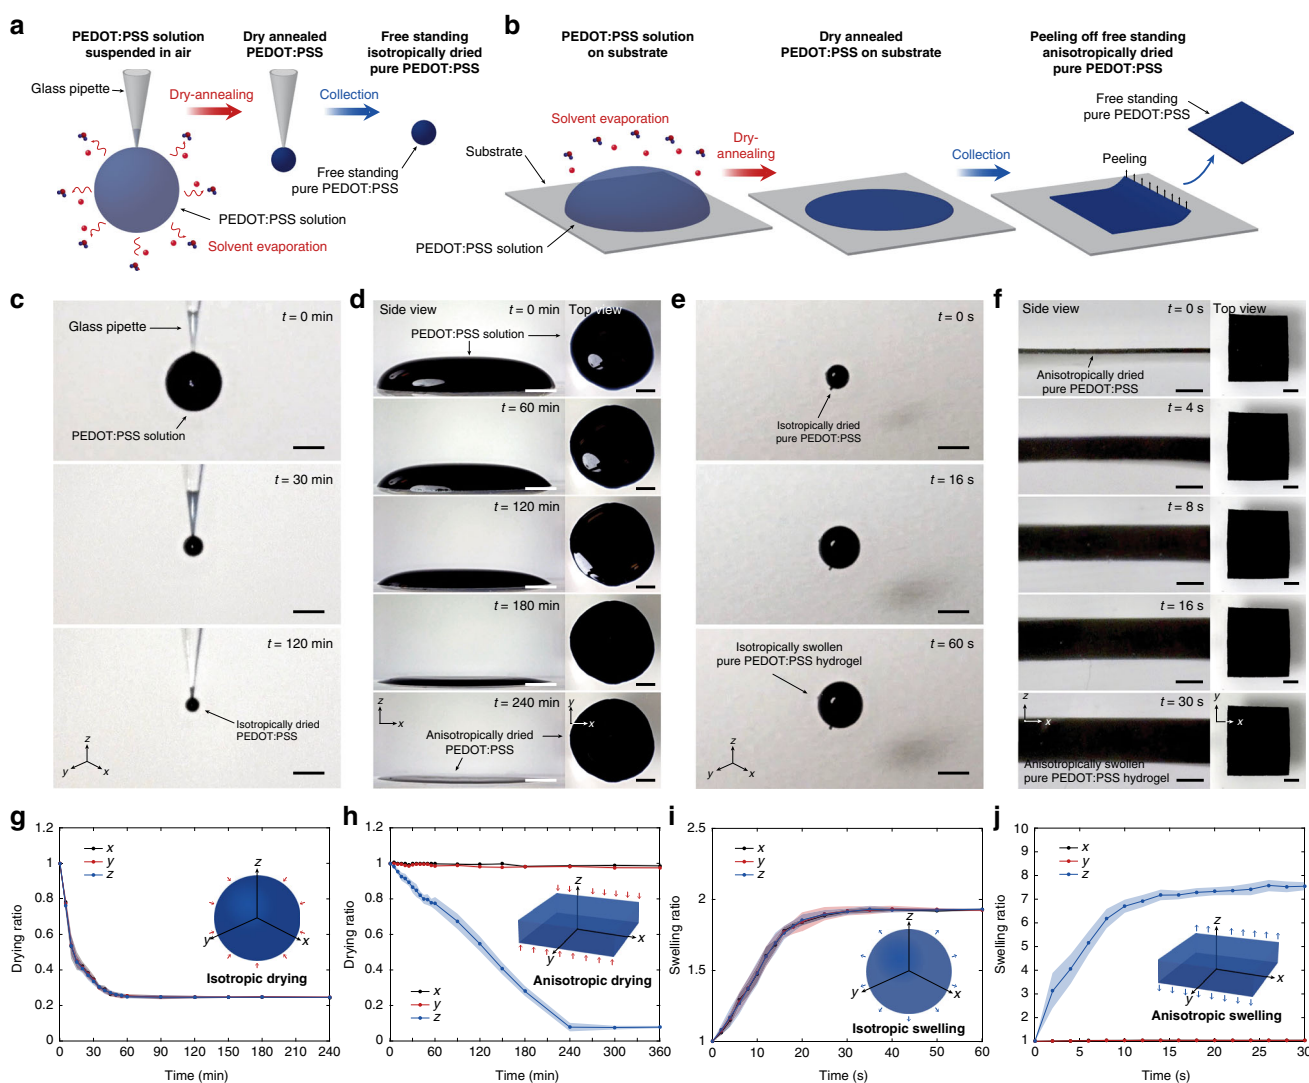 a
PEDOT:PSS solution
suspended in air
Dry annealed
PEDOT:PSS
Free standing
isotropically dried
pure PEDOT:PSS
Glass pipette
Dry-annealing
Collection
Free standing
pure PEDOT:PSS
PEDOT:PSS solution
Solvent evaporation
b
PEDOT:PSS solution
on substrate
Dry annealed
PEDOT:PSS on substrate
Peeling off free standing
anisotropically dried
pure PEDOT:PSS
Solvent evaporation
Substrate
Dry-
annealing
Collection
Free standing
pure PEDOT:PSS
Peeling
PEDOT:PSS solution
c
t = 0 min
Glass pipette
PEDOT:PSS solution
t = 30 min
t = 120 min
Isotropically dried
PEDOT:PSS
z
y
x
d
Side view
t = 0 min
Top view
PEDOT:PSS solution
t = 60 min
t = 120 min
t = 180 min
t = 240 min
z
x
y
x
Anisotropically dried
PEDOT:PSS
e
t = 0 s
Isotropically dried
pure PEDOT:PSS
t = 16 s
t = 60 s
Isotropically swollen
pure PEDOT:PSS hydrogel
z
y
x
f
Side view
t = 0 s
Top view
Anisotropically dried
pure PEDOT:PSS
t = 4 s
t = 8 s
t = 16 s
t = 30 s
z
x
y
x
Anisotropically swollen
pure PEDOT:PSS hydrogel
g
1.2
1
0.8
0.6
0.4
0.2
0
Drying ratio
x
y
z
z
y
x
Isotropic drying
0 30 60 90 120 150 180 210 240
Time (min)
h
1.2
1
0.8
0.6
0.4
0.2
0
Drying ratio
z
x
y
Anisotropic drying
x
y
z
0 60 120 180 240 300 360
Time (min)
i
2.5
2
1.5
1
Swelling ratio
x
y
z
z
y
x
Isotropic swelling
0 10 20 30 40 50 60
Time (s)
j
10
9
8
7
6
5
4
3
2
1
Swelling ratio
x
y
z
z
x
y
Anisotropic swelling
0 5 10 15 20 25 30
Time (s)